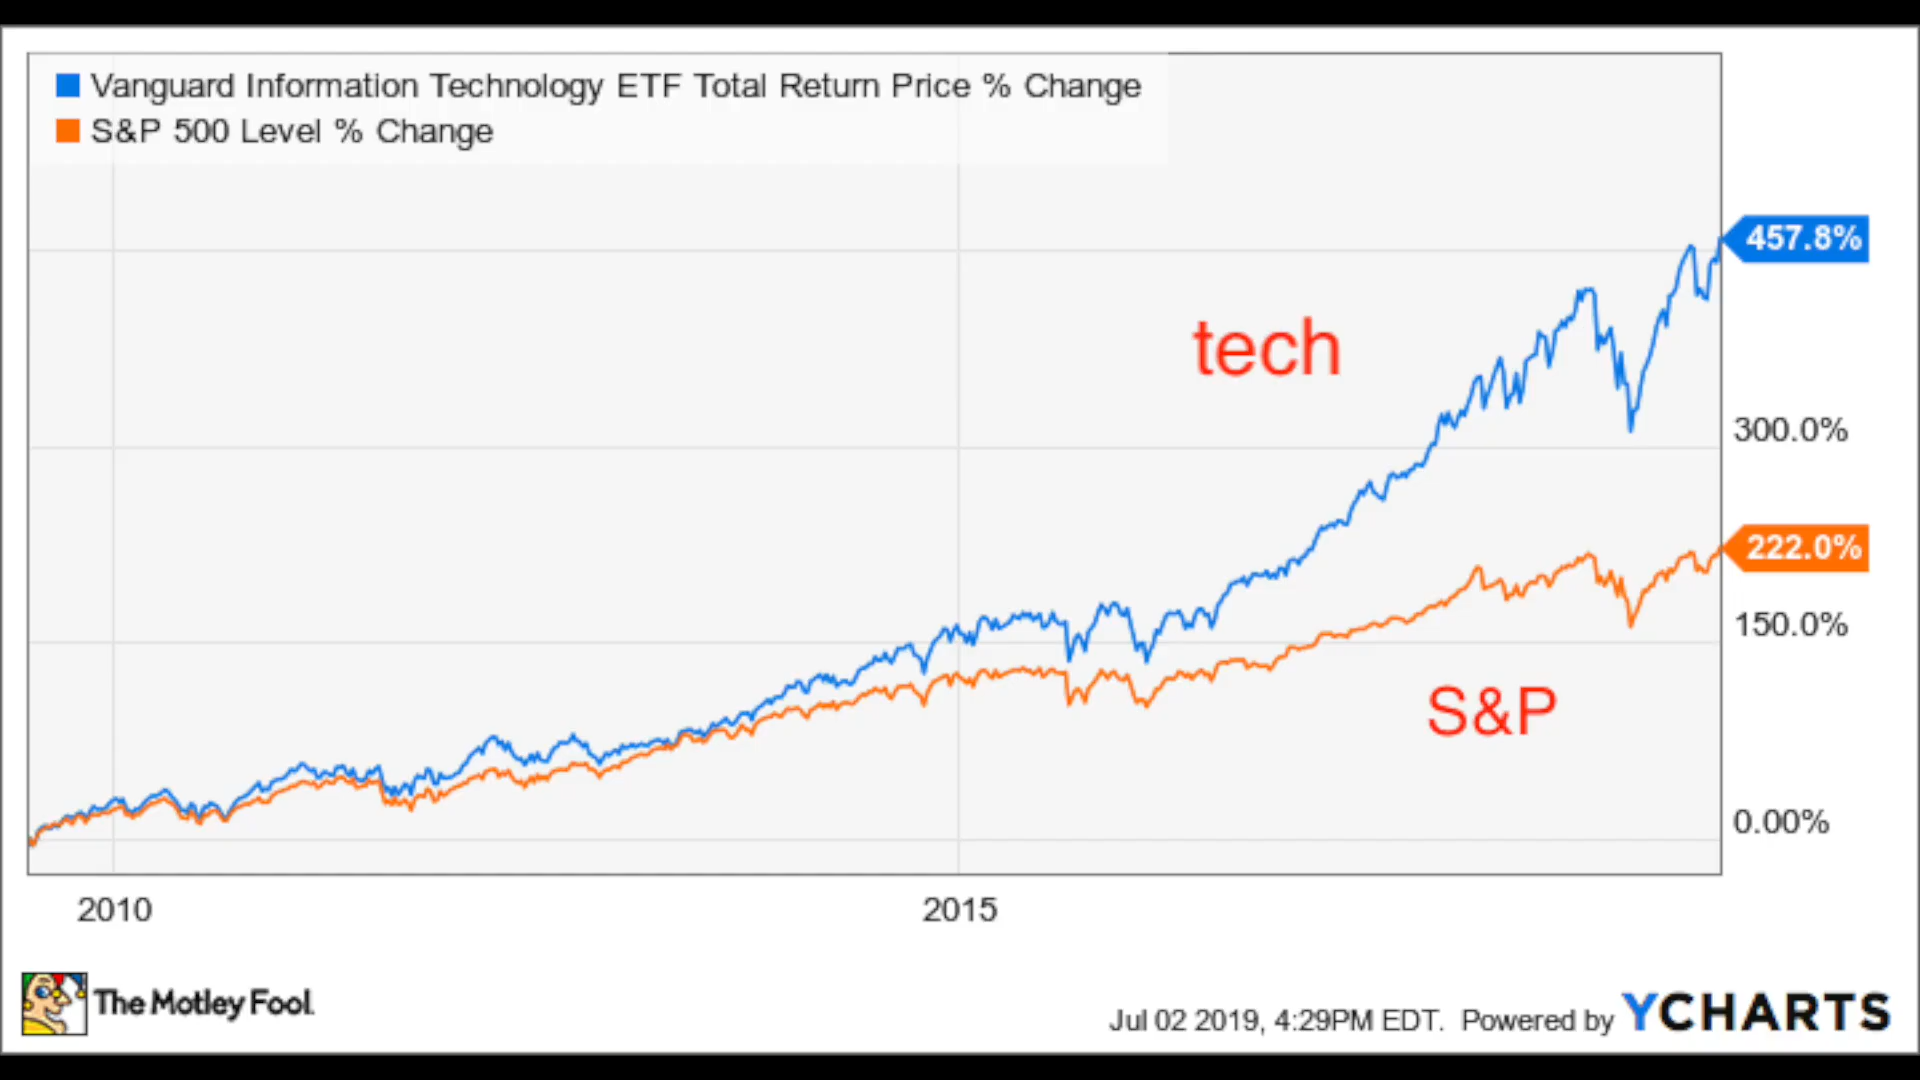 Vanguard Information Technology ETF Total Return Price % Change
S&P 500 Level % Change
457.8%
tech
300.0%
222.0%
150.0%
S&P
0.00%
2010
2015
The Motley Fool.
Jul 02 2019, 4:29PM EDT. Powered by YCHARTS